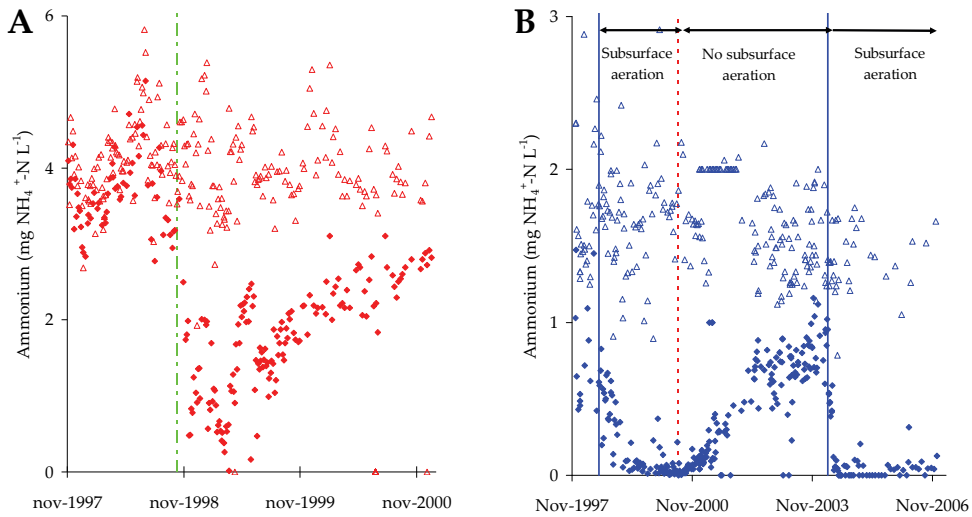 A
Ammonium (mg NH₄⁺-N L⁻¹)
6
4
2
0
nov-1997
nov-1998
nov-1999
nov-2000
B
Ammonium (mg NH₄⁺-N L⁻¹)
3
2
1
0
Subsurface
aeration
No subsurface
aeration
Subsurface
aeration
Nov-1997
Nov-2000
Nov-2003
Nov-2006